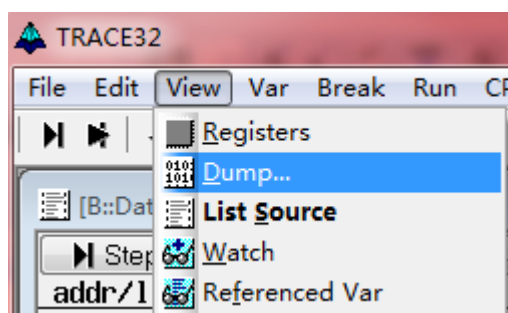 TRACE32
File Edit View Var Break Run
Registers
Dump...
[B::Dat List Source
Step Watch
addr/l Referenced Var